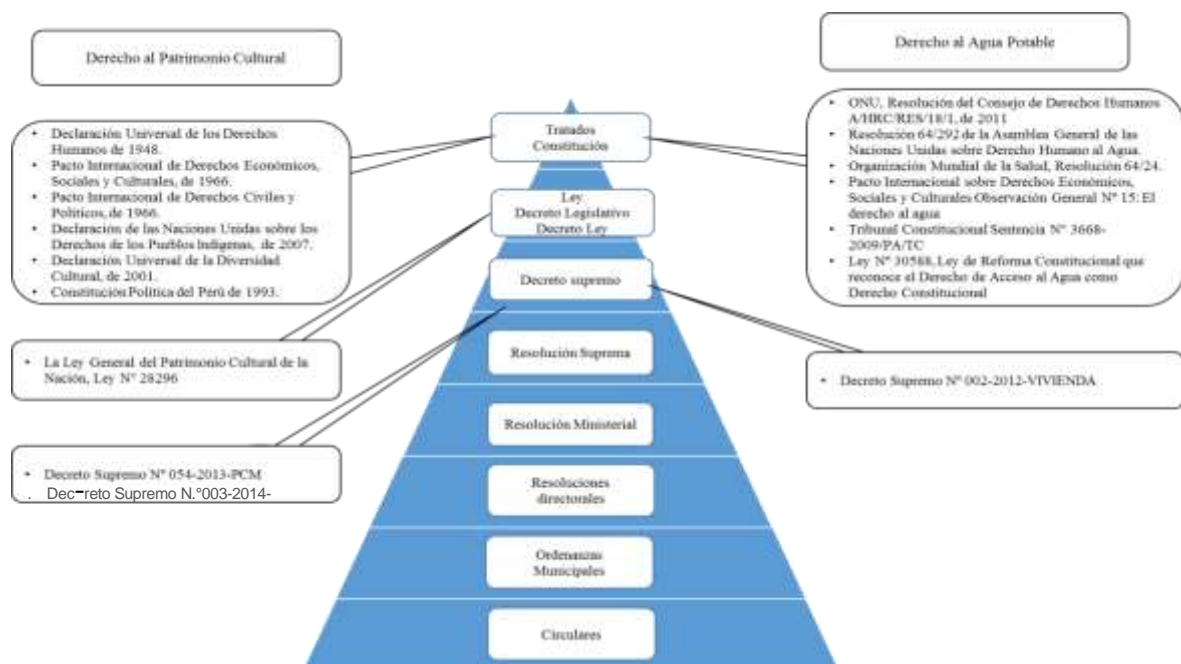 Derecho al Patrimonio Cultural
• Declaración Universal de los Derechos
Humanos de 1948.
• Pacto Internacional de Derechos Económicos,
Sociales y Culturales, de 1966.
• Pacto Internacional de Derechos Civiles y
Políticos, de 1966.
• Declaración de las Naciones Unidas sobre los
Derechos de los Pueblos Indígenas, de 2007.
• Declaración Universal de la Diversidad
Cultural, de 2001.
• Constitución Política del Perú de 1993.
• La Ley General del Patrimonio Cultural de la
Nación, Ley N° 28296
• Decreto Supremo N° 054-2013-PCM
. Dec-reto Supremo N.°003-2014-
Tratados
Constitución
Ley
Decreto Legislativo
Decreto Ley
Decreto supremo
Resolución Suprema
Resolución Ministerial
Resoluciones
directorales
Ordenanzas
Municipales
Circulares
Derecho al Agua Potable
• ONU, Resolución del Consejo de Derechos Humanos
A/HRC/RES/18/1, de 2011
• Resolución 64/292 de la Asamblea General de las
Naciones Unidas sobre Derecho Humano al Agua.
• Organización Mundial de la Salud, Resolución 64/24.
• Pacto Internacional sobre Derechos Económicos,
Sociales y Culturales Observación General N° 15: El
derecho al agua
• Tribunal Constitucional Sentencia N° 3668-
2009/PA/TC
• Ley N° 30588, Ley de Reforma Constitucional que
reconoce el Derecho de Acceso al Agua como
Derecho Constitucional
• Decreto Supremo N° 002-2012-VIVIENDA